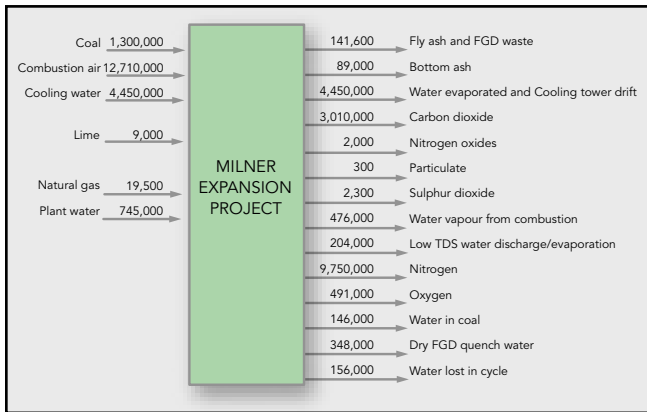 Coal 1,300,000
Combustion air 12,710,000
Cooling water 4,450,000
Lime 9,000
Natural gas 19,500
Plant water 745,000
MILNER
EXPANSION
PROJECT
141,600 Fly ash and FGD waste
89,000 Bottom ash
4,450,000 Water evaporated and Cooling tower drift
3,010,000 Carbon dioxide
2,000 Nitrogen oxides
300 Particulate
2,300 Sulphur dioxide
476,000 Water vapour from combustion
204,000 Low TDS water discharge/evaporation
9,750,000 Nitrogen
491,000 Oxygen
146,000 Water in coal
348,000 Dry FGD quench water
156,000 Water lost in cycle